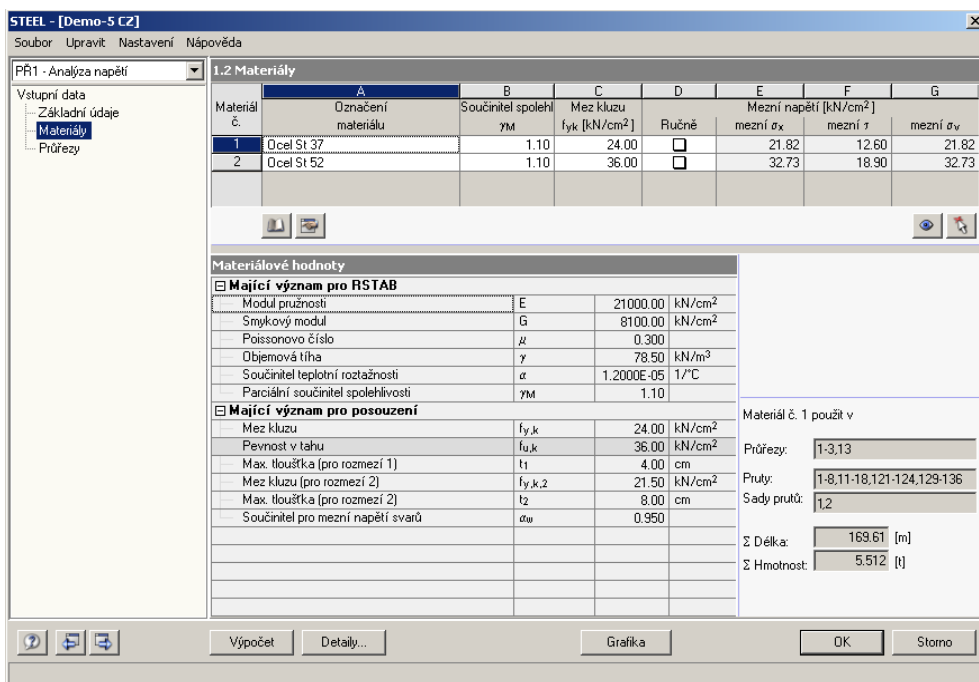 STEEL - [Demo-5 CZ]
Soubor Upravit Nastavení Nápověda
PŘ1 - Analýza napětí
Vstupní data
Základní údaje
Materiály
Průřezy
1.2 Materiály
A B C D E F G
Materiál Označení Součinitel spolehl Mez kluzu Mezní napětí [kN/cm2]
č. materiálu γM fyk [kN/cm2] Ručně mezní σx mezní τ mezní σv
1 Ocel St 37 1.10 24.00 21.82 12.60 21.82
2 Ocel St 52 1.10 36.00 32.73 18.90 32.73
Materiálové hodnoty
Mající význam pro RSTAB
Modul pružnosti E 21000.00 kN/cm2
Smykový modul G 8100.00 kN/cm2
Poissonovo číslo μ 0.300
Objemová tíha γ 78.50 kN/m3
Součinitel teplotní roztažnosti α 1.2000E-05 1/°C
Parciální součinitel spolehlivosti γM 1.10
Mající význam pro posouzení
Mez kluzu fy,k 24.00 kN/cm2
Pevnost v tahu fu,k 36.00 kN/cm2
Max. tloušťka (pro rozmezí 1) t1 4.00 cm
Mez kluzu (pro rozmezí 2) fy,k,2 21.50 kN/cm2
Max. tloušťka (pro rozmezí 2) t2 8.00 cm
Součinitel pro mezní napětí svarů αw 0.950
Materiál č. 1 použit v
Průřezy: 1-3,13
Pruty: 1-8,11-18,121-124,129-136
Sady prutů: 1,2
Σ Délka: 169.61 [m]
Σ Hmotnost: 5.512 [t]
Výpočet Detaily... Grafika OK Storno